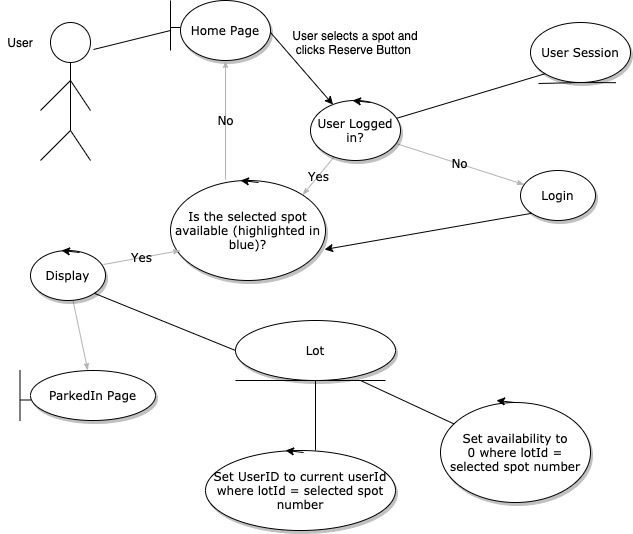 User
Home Page
User selects a spot and
clicks Reserve Button
User Session
User Logged
in?
No
Yes
No
Login
Is the selected spot
available (highlighted in
blue)?
Yes
Display
Lot
ParkedIn Page
Set availability to
0 where lotId =
selected spot number
Set UserID to current userId
where lotId = selected spot
number